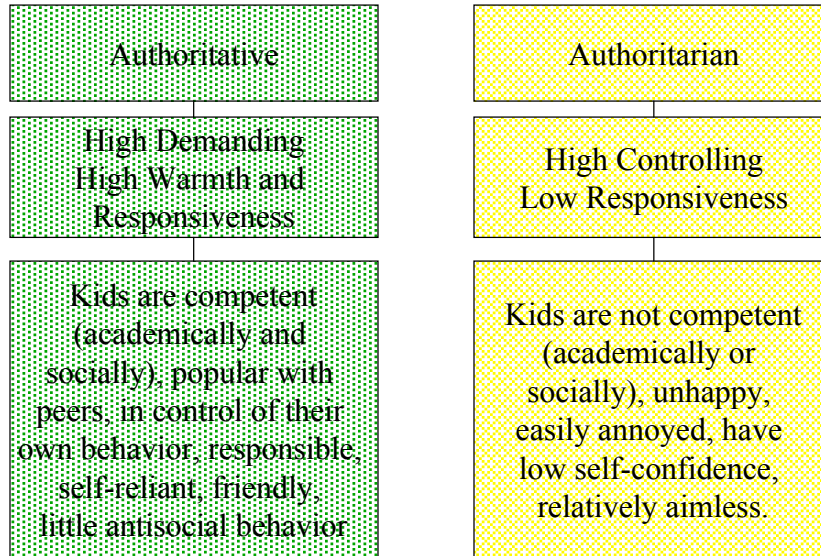 Authoritative
High Demanding
High Warmth and
Responsiveness
Kids are competent
(academically and
socially), popular with
peers, in control of their
own behavior, responsible,
self-reliant, friendly,
little antisocial behavior
Authoritarian
High Controlling
Low Responsiveness
Kids are not competent
(academically or
socially), unhappy,
easily annoyed, have
low self-confidence,
relatively aimless.